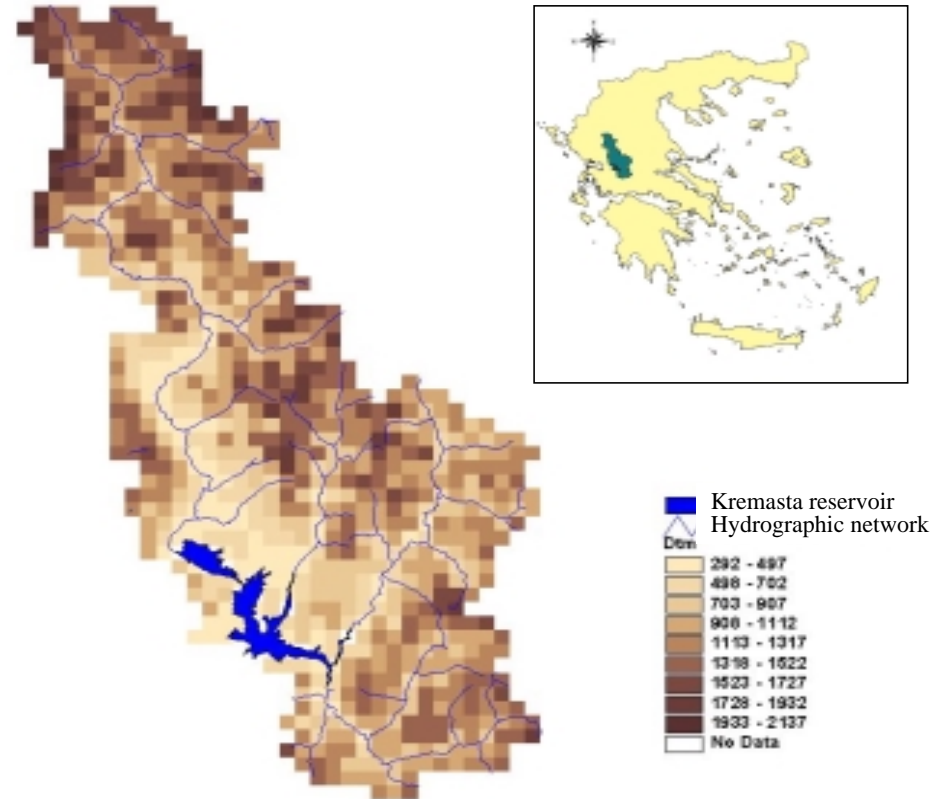 Kremasta reservoir
Hydrographic network
Dtm
292 - 497
498 - 702
703 - 907
908 - 1112
1113 - 1317
1318 - 1522
1523 - 1727
1728 - 1932
1933 - 2137
No Data